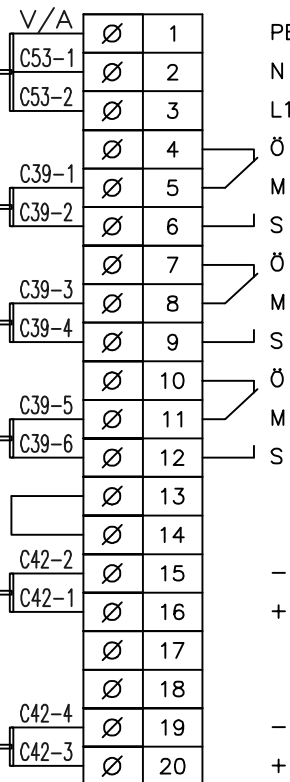 V/A 1 PE
C53-1 2 N
C53-2 3 L1
4 Ö
C39-1 5 M
C39-2 6 S
7 Ö
C39-3 8 M
C39-4 9 S
10 Ö
C39-5 11 M
C39-6 12 S
13
14
C42-2 15 -
C42-1 16 +
17
18
C42-4 19 -
C42-3 20 +